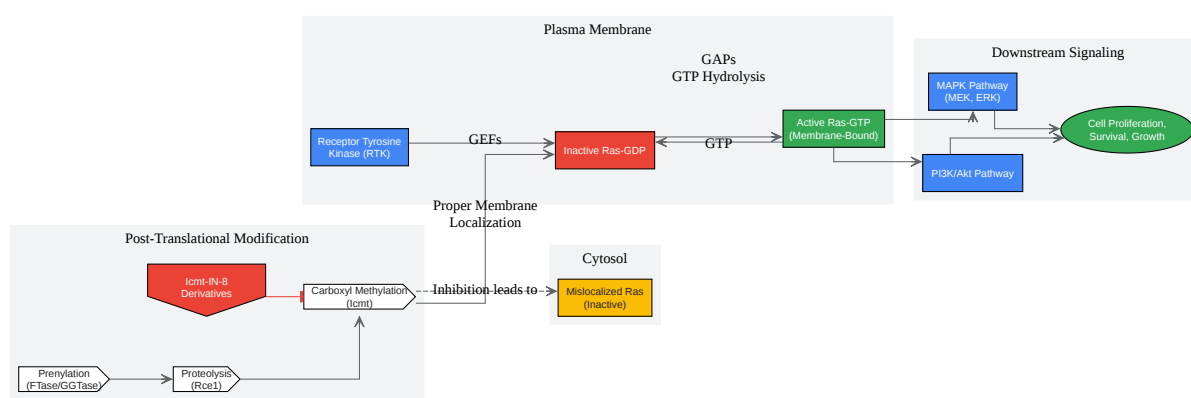 Plasma Membrane
GAPs
GTP Hydrolysis
Downstream Signaling
MAPK Pathway
(MEK, ERK)
Receptor Tyrosine
Kinase (RTK)
GEFs
Inactive Ras-GDP
GTP
Active Ras-GTP
(Membrane-Bound)
Cell Proliferation,
Survival, Growth
PI3K/Akt Pathway
Proper Membrane
Localization
Post-Translational Modification
Icmt-IN-8
Derivatives
Carboxyl Methylation
(Icmt)
Inhibition leads to
Cytosol
Mislocalized Ras
(Inactive)
Prenylation
(FTase/GGTase)
Proteolysis
(Rce1)